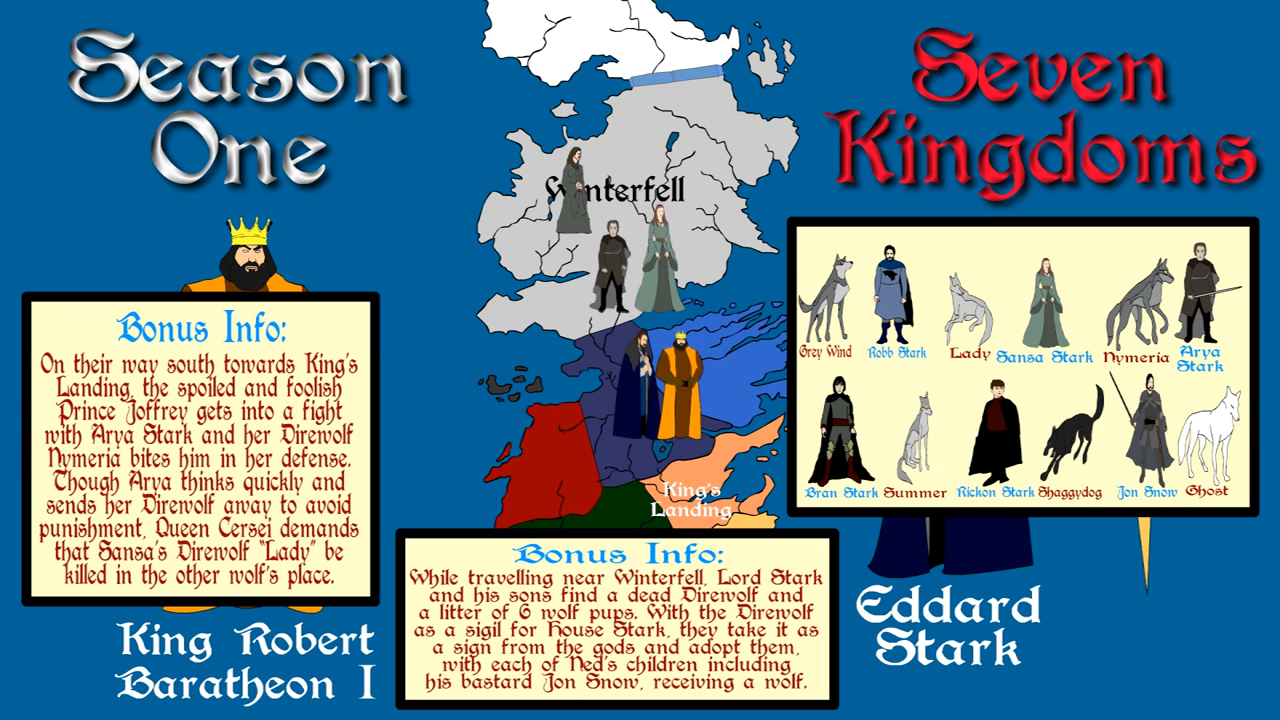 Season
One
Seven
Kingdoms
Winterfell
King's
Landing
Bonus Info:
On their way south towards King's
Landing, the spoiled and foolish
Prince Joffrey gets into a fight
with Arya Stark and her Direwolf
Nymeria bites him in her defense.
Though Arya thinks quickly and
sends her Direwolf away to avoid
punishment, Queen Cersei demands
that Sansa's Direwolf "Lady" be
killed in the other wolf's place.
King Robert
Baratheon I
Bonus Info:
While travelling near Winterfell, Lord Stark
and his sons find a dead Direwolf and
a litter of 6 wolf pups. With the Direwolf
as a sigil for House Stark, they take it as
a sign from the gods and adopt them,
with each of Ned's children including
his bastard Jon Snow, receiving a wolf.
Grey Wind
Robb Stark
Lady
Sansa Stark
Nymeria
Arya
Stark
Bran Stark
Summer
Rickon Stark
Shaggydog
Jon Snow
Ghost
Eddard
Stark